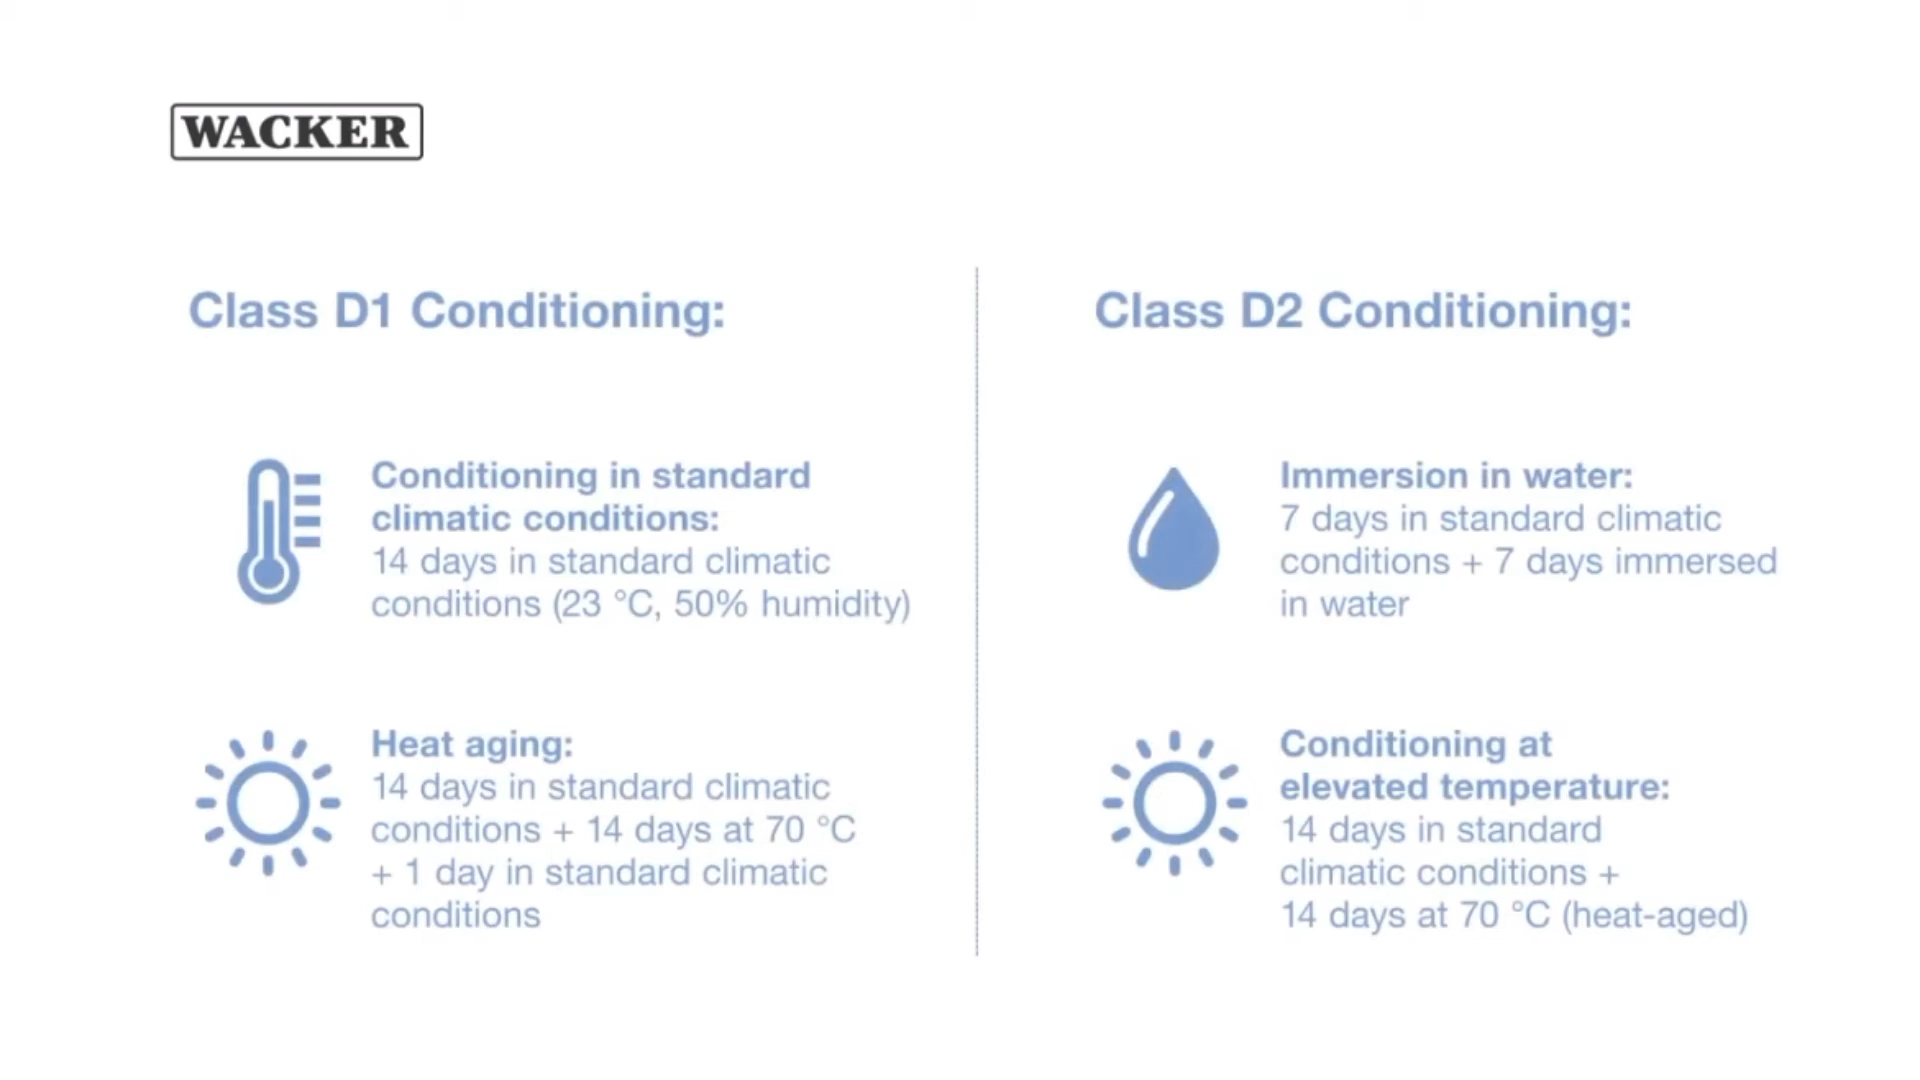 WACKER
Class D1 Conditioning:
Conditioning in standard
climatic conditions:
14 days in standard climatic
conditions (23 °C, 50% humidity)
Heat aging:
14 days in standard climatic
conditions + 14 days at 70 °C
+ 1 day in standard climatic
conditions
Class D2 Conditioning:
Immersion in water:
7 days in standard climatic
conditions + 7 days immersed
in water
Conditioning at
elevated temperature:
14 days in standard
climatic conditions +
14 days at 70 °C (heat-aged)